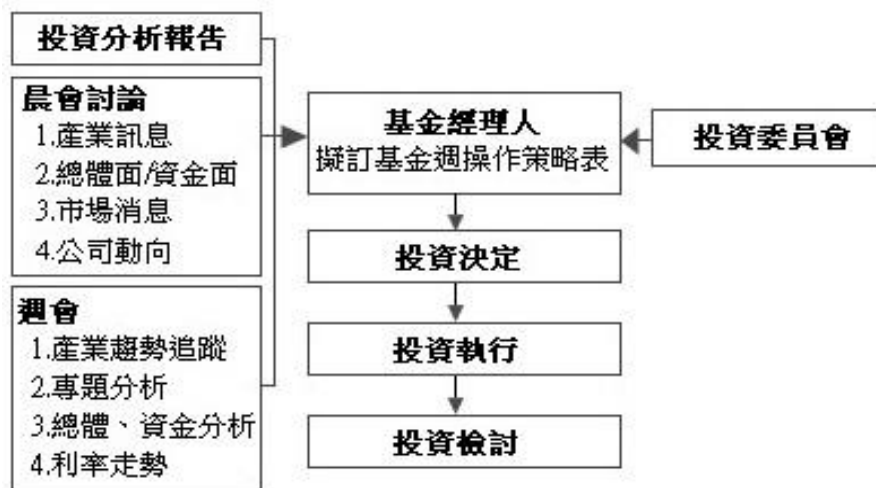 投資分析報告
晨會討論
1.產業訊息
2.總體面/資金面
3.市場消息
4.公司動向
週會
1.產業趨勢追蹤
2.專題分析
3.總體、資金分析
4.利率走勢
基金經理人
擬訂基金週操作策略表
投資決定
投資執行
投資檢討
投資委員會